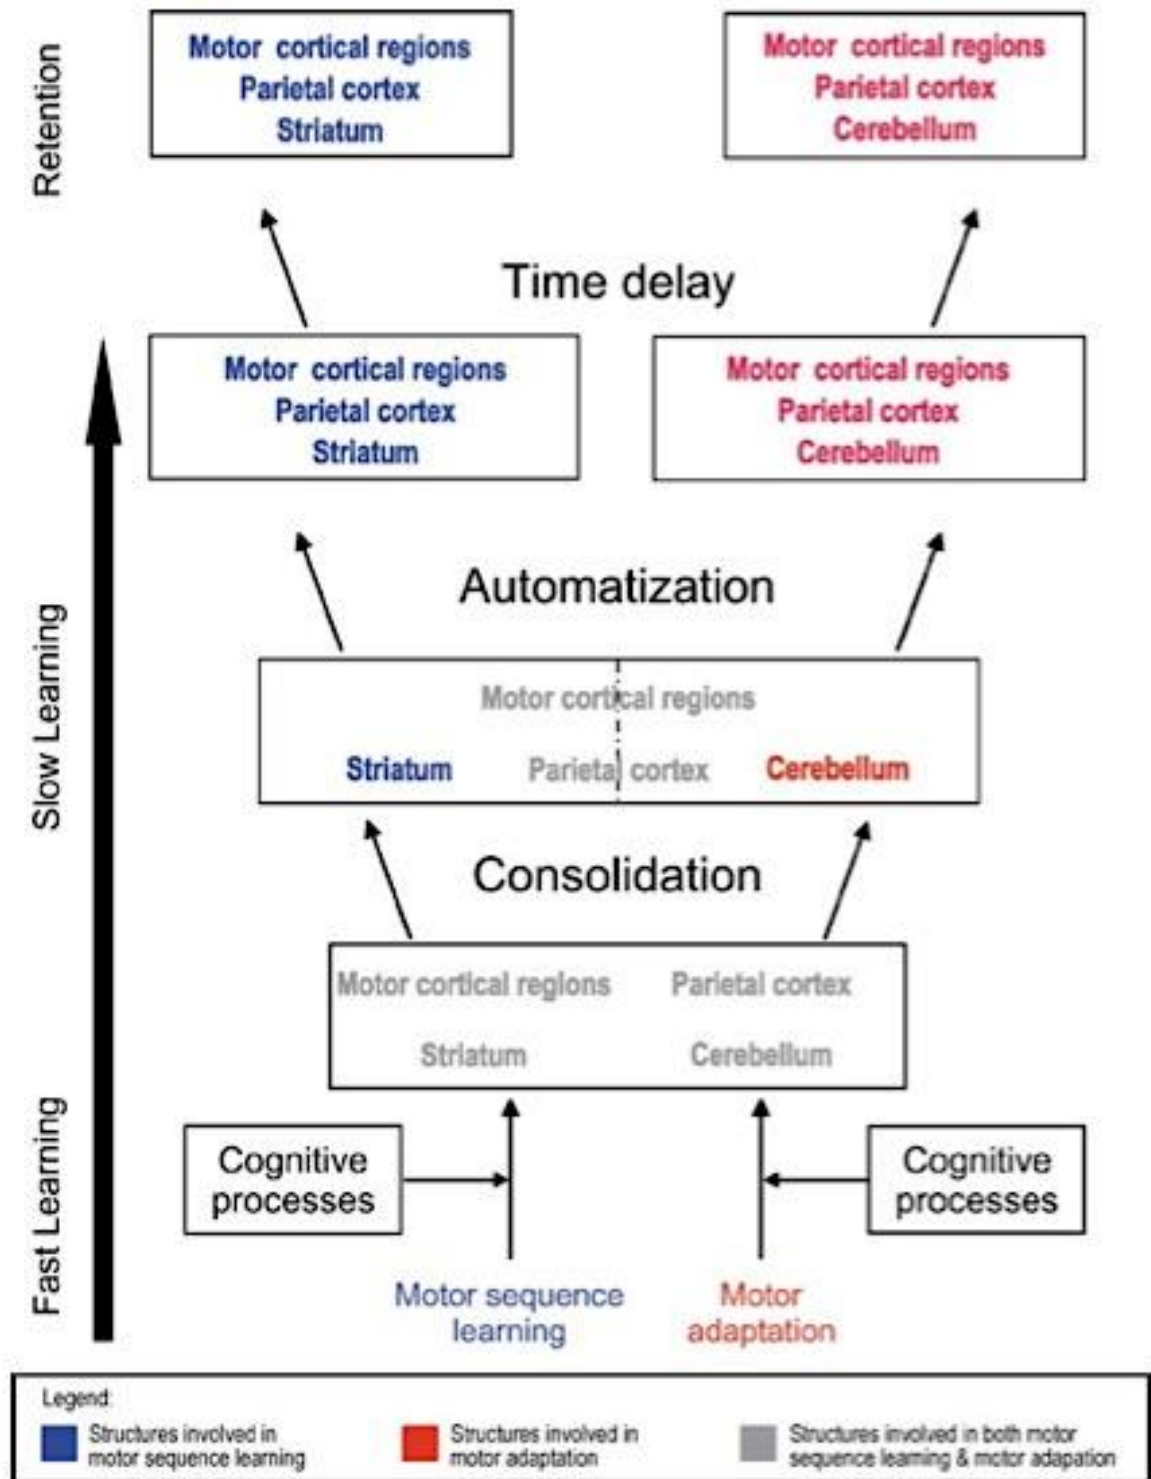 Retention
Motor cortical regions
Parietal cortex
Striatum
Motor cortical regions
Parietal cortex
Cerebellum
Time delay
Motor cortical regions
Parietal cortex
Striatum
Motor cortical regions
Parietal cortex
Cerebellum
Slow Learning
Automatization
Motor cortical regions
Striatum
Parietal cortex
Cerebellum
Consolidation
Motor cortical regions
Parietal cortex
Striatum
Cerebellum
Fast Learning
Cognitive
processes
Cognitive
processes
Motor sequence
learning
Motor
adaptation
Legend:
Structures involved in
motor sequence learning
Structures involved in
motor adaptation
Structures involved in both motor
sequence learning & motor adapation